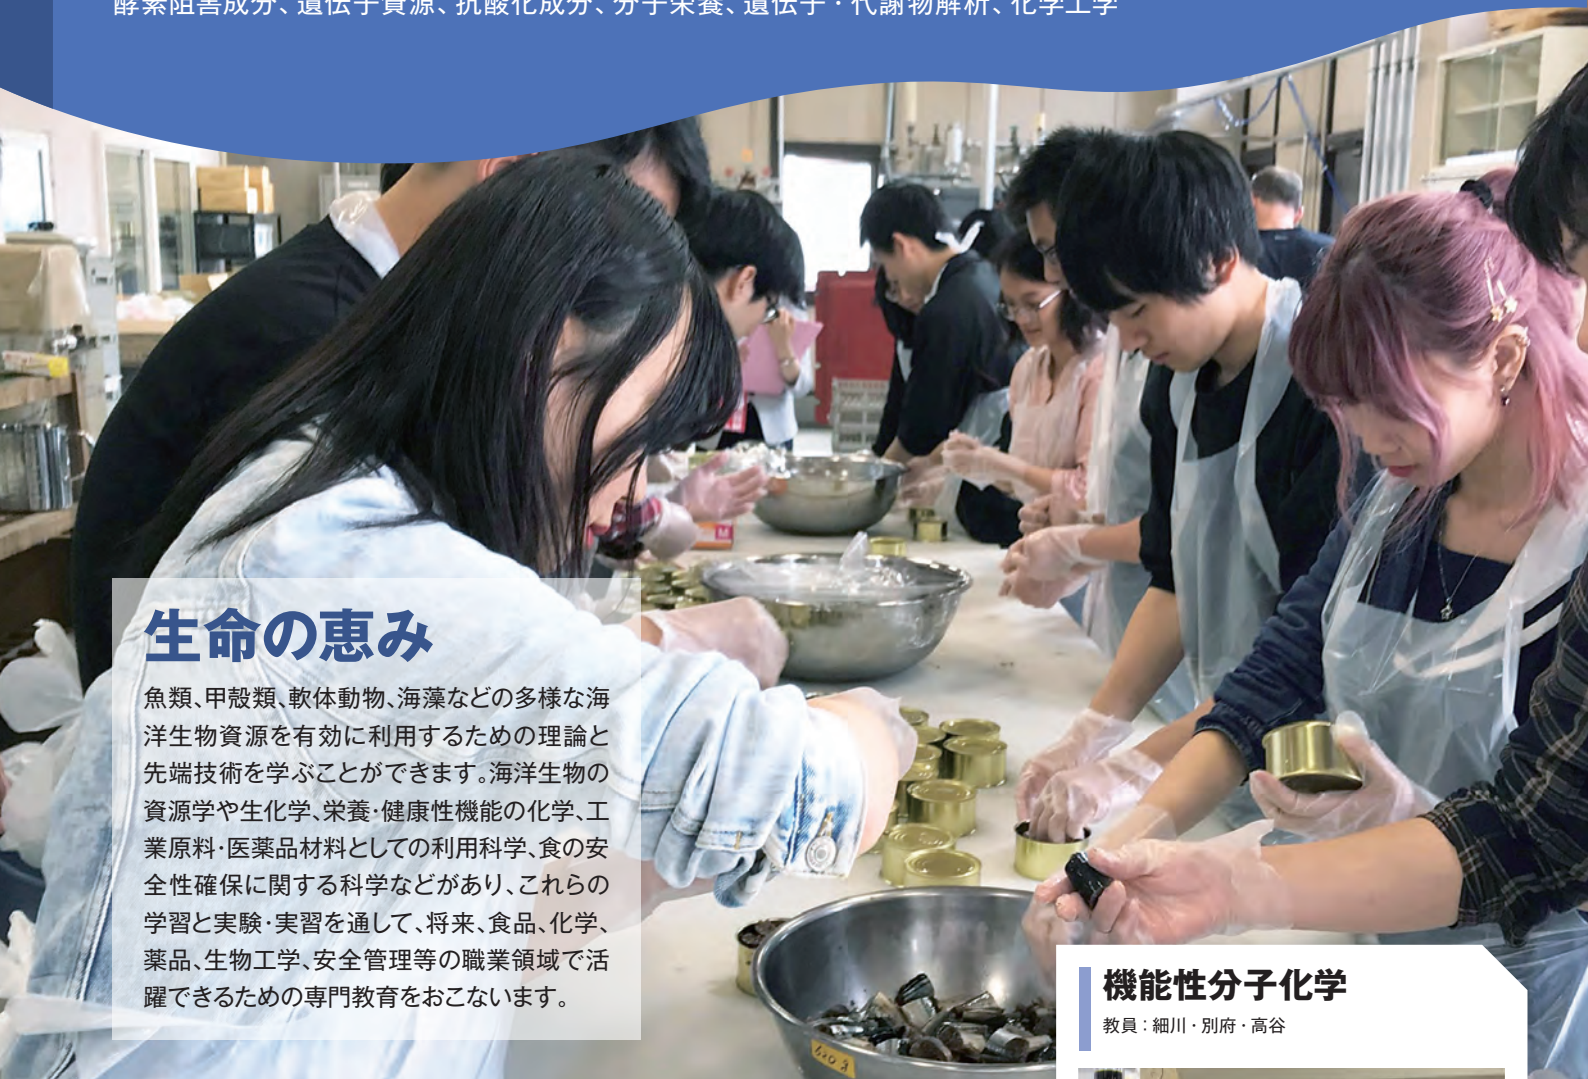 酵素阻害成分、遺伝子資源、抗酸化成分、分子栄養、遺伝子・代謝物解析、化学工学
生命の恵み
魚類、甲殻類、軟体動物、海藻などの多様な海
洋生物資源を有効に利用するための理論と
先端技術を学ぶことができます。海洋生物の
資源学や生化学、栄養・健康性機能の化学、工
業原料・医薬品材料としての利用科学、食の安
全性確保に関する科学などがあり、これらの
学習と実験・実習を通して、将来、食品、化学、
薬品、生物工学、安全管理等の職業領域で活
躍できるための専門教育をおこないます。
機能性分子化学
教員：細川・別府・高谷